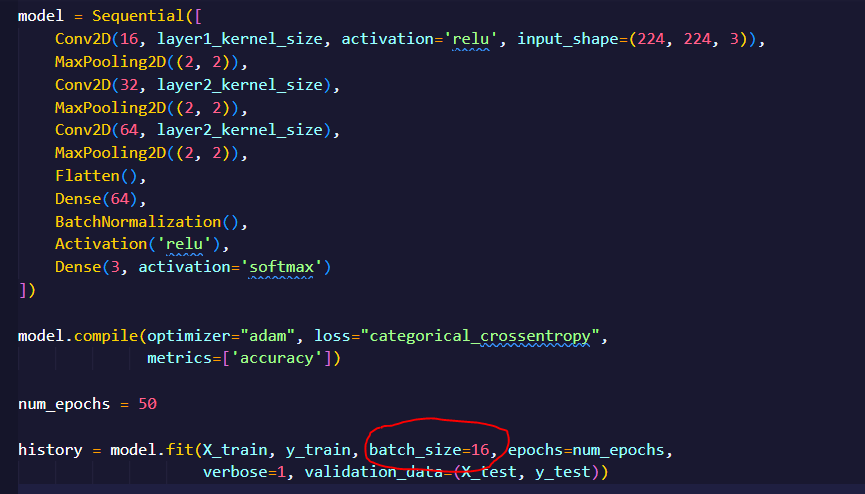 model = Sequential([
    Conv2D(16, layer1_kernel_size, activation='relu', input_shape=(224, 224, 3)),
    MaxPooling2D((2, 2)),
    Conv2D(32, layer2_kernel_size),
    MaxPooling2D((2, 2)),
    Conv2D(64, layer2_kernel_size),
    MaxPooling2D((2, 2)),
    Flatten(),
    Dense(64),
    BatchNormalization(),
    Activation('relu'),
    Dense(3, activation='softmax')
])
model.compile(optimizer="adam", loss="categorical_crossentropy",
              metrics=['accuracy'])
num_epochs = 50
history = model.fit(X_train, y_train, batch_size=16, epochs=num_epochs,
                    verbose=1, validation_data=(X_test, y_test))